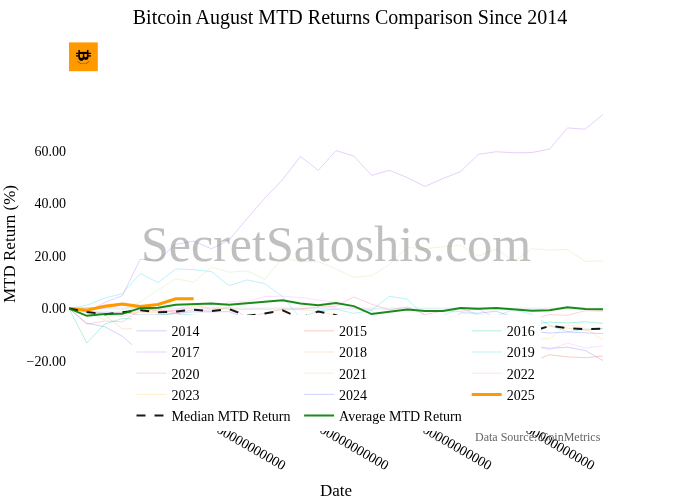 Bitcoin August MTD Returns Comparison Since 2014
60.00
40.00
20.00
0.00
−20.00
MTD Return (%)
SecretSatoshis.com
2014 2015 2016
2017 2018 2019
2020 2021 2022
2023 2024 2025
Median MTD Return Average MTD Return
Data Source: CoinMetrics
Date